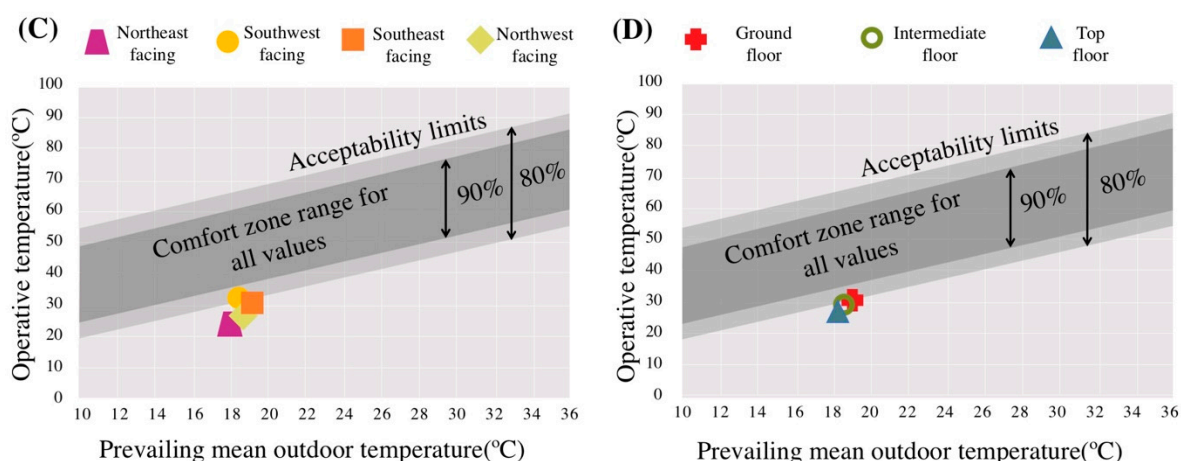 (C)
Northeast facing
Southwest facing
Southeast facing
Northwest facing
Operative temperature(ºC)
100
90
80
70
60
50
40
30
20
10
0
Acceptability limits
90%
80%
Comfort zone range for
all values
10 12 14 16 18 20 22 24 26 28 30 32 34 36
Prevailing mean outdoor temperature(ºC)
(D)
Ground floor
Intermediate floor
Top floor
Operative temperature(ºC)
100
90
80
70
60
50
40
30
20
10
0
Acceptability limits
90%
80%
Comfort zone range for
all values
10 12 14 16 18 20 22 24 26 28 30 32 34 36
Prevailing mean outdoor temperature(ºC)